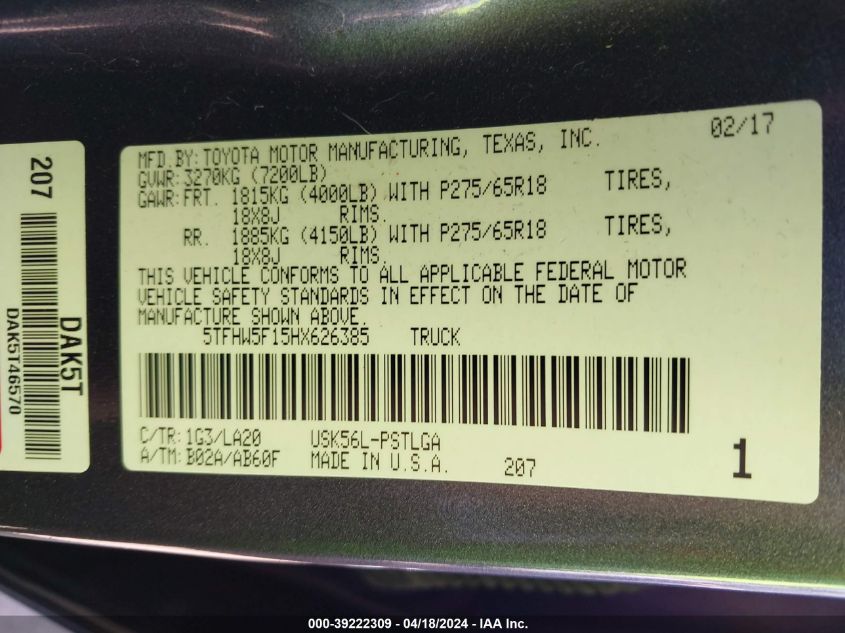 207
DAK5T
DAK5T46570
MFD.BY:TOYOTA MOTOR MANUFACTURING, TEXAS, INC. 02/17
GVWR:3270KG (7200LB)
GAWR:FRT. 1815KG (4000LB) WITH P275/65R18 TIRES,
18X8J RIMS.
RR. 1885KG (4150LB) WITH P275/65R18 TIRES,
18X8J RIMS.
THIS VEHICLE CONFORMS TO ALL APPLICABLE FEDERAL MOTOR
VEHICLE SAFETY STANDARDS IN EFFECT ON THE DATE OF
MANUFACTURE SHOWN ABOVE.
5TFHW5F15HX626385 TRUCK
C/TR:1G3/LA20 USK56L-PSTLGA
A/TM:B02A/AB60F MADE IN U.S.A. 207 1
000-39222309 - 04/18/2024 - IAA Inc.